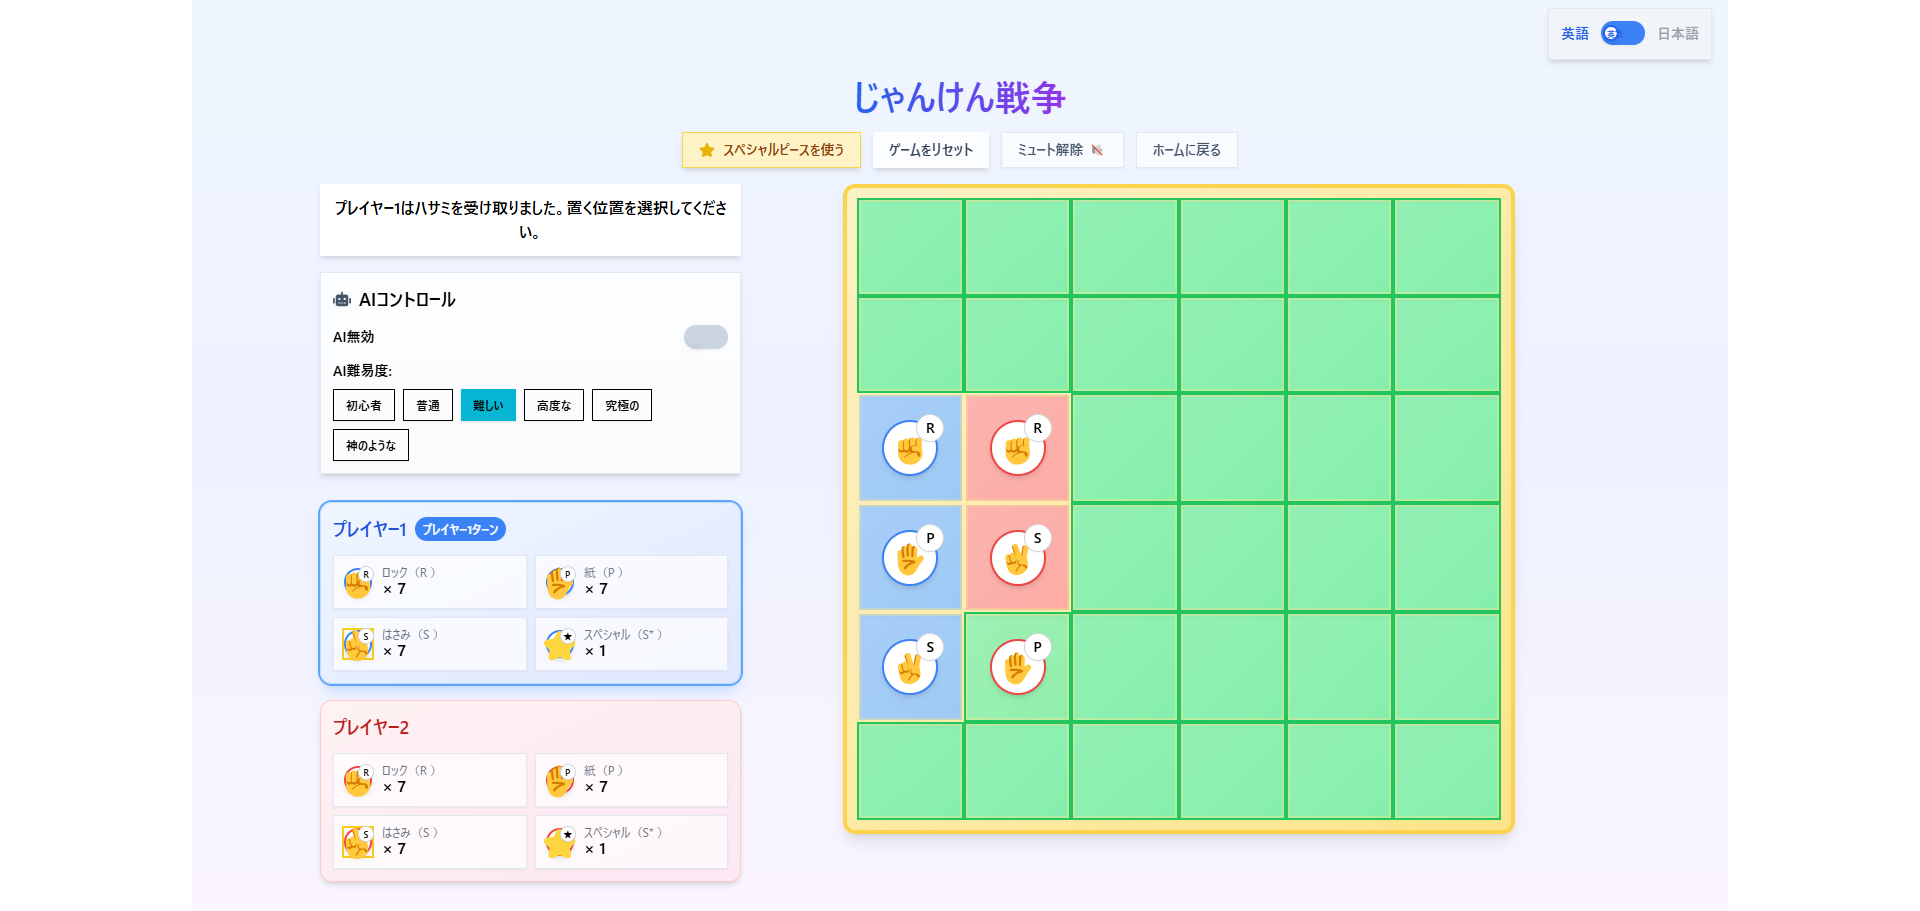 英語 英 日本語
じゃんけん戦争
スペシャルピースを使う ゲームをリセット ミュート解除 ホームに戻る
プレイヤー1はハサミを受け取りました。置く位置を選択してくださ
い。
AIコントロール
AI無効
AI難易度:
初心者 普通 難しい 高度な 究極の
神のような
プレイヤー1 プレイヤー1ターン
R ロック（R ）
× 7
P 紙（P ）
× 7
S はさみ（S ）
× 7
★ スペシャル（S* ）
× 1
プレイヤー2
R ロック（R ）
× 7
P 紙（P ）
× 7
S はさみ（S ）
× 7
★ スペシャル（S* ）
× 1
R R
P S
S P